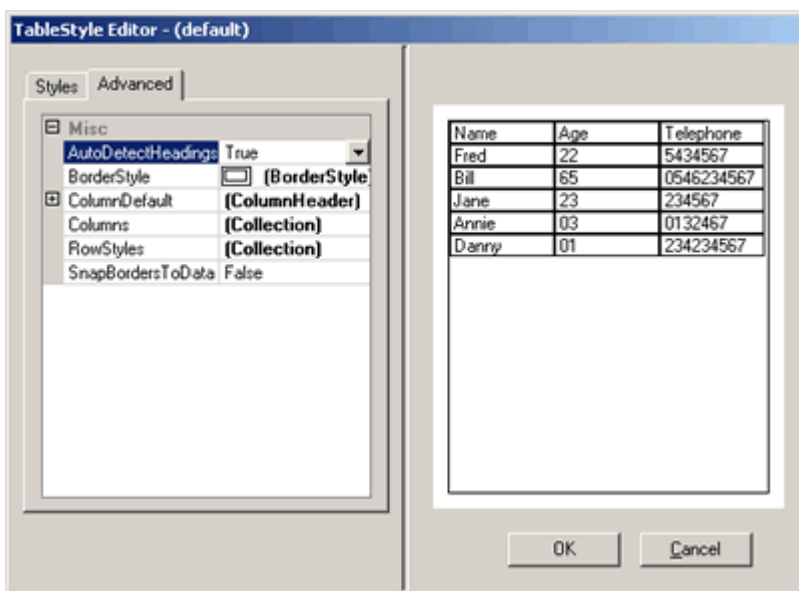 TableStyle Editor - (default)
Styles Advanced
Misc
AutoDetectHeadings True
BorderStyle (BorderStyle)
ColumnDefault (ColumnHeader)
Columns (Collection)
RowStyles (Collection)
SnapBordersToData False
Name Age Telephone
Fred 22 5434567
Bill 65 0546234567
Jane 23 234567
Annie 03 0132467
Danny 01 234234567
OK Cancel